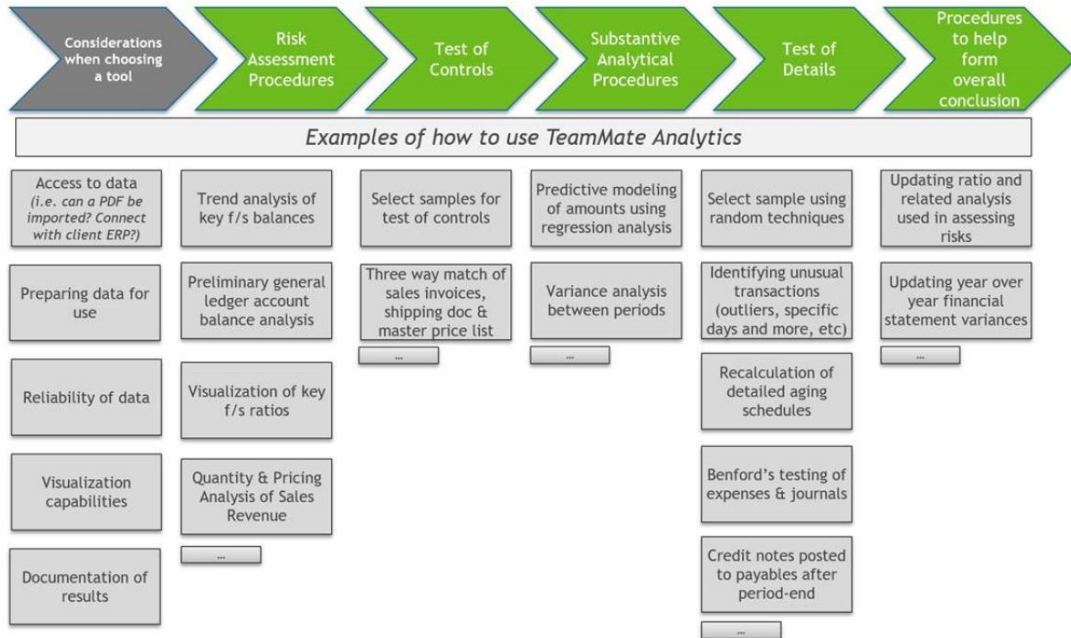 Considerations
when choosing
a tool
Risk
Assessment
Procedures
Test of
Controls
Substantive
Analytical
Procedures
Test of
Details
Procedures
to help
form
overall
conclusion
Examples of how to use TeamMate Analytics
Access to data
(i.e. can a PDF be
imported? Connect
with client ERP?)
Preparing data for
use
Reliability of data
Visualization
capabilities
Documentation of
results
Trend analysis of
key f/s balances
Preliminary general
ledger account
balance analysis
Visualization of key
f/s ratios
Quantity & Pricing
Analysis of Sales
Revenue
...
Select samples for
test of controls
Three way match of
sales invoices,
shipping doc &
master price list
...
Predictive modeling
of amounts using
regression analysis
Variance analysis
between periods
...
Select sample using
random techniques
Identifying unusual
transactions
(outliers, specific
days and more, etc)
Recalculation of
detailed aging
schedules
Benford's testing of
expenses & journals
Credit notes posted
to payables after
period-end
...
Updating ratio and
related analysis
used in assessing
risks
Updating year over
year financial
statement variances
...